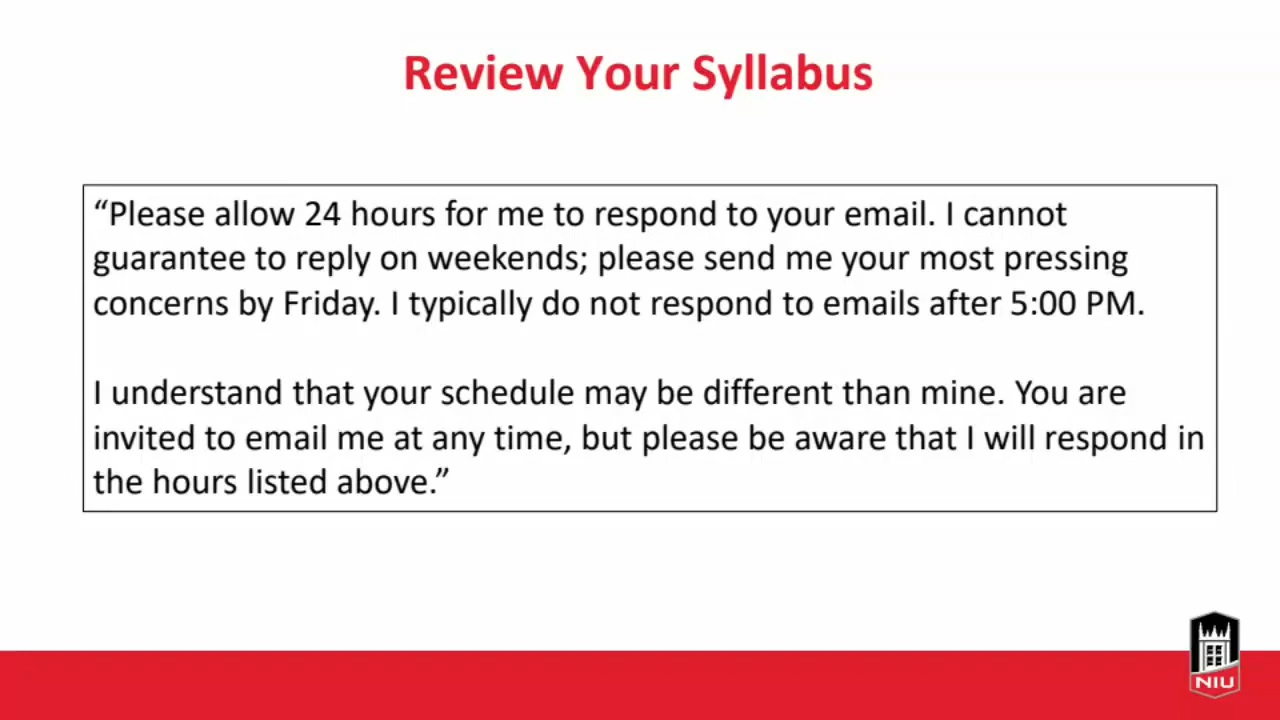 Review Your Syllabus
“Please allow 24 hours for me to respond to your email. I cannot
guarantee to reply on weekends; please send me your most pressing
concerns by Friday. I typically do not respond to emails after 5:00 PM.
I understand that your schedule may be different than mine. You are
invited to email me at any time, but please be aware that I will respond in
the hours listed above.”
NIU